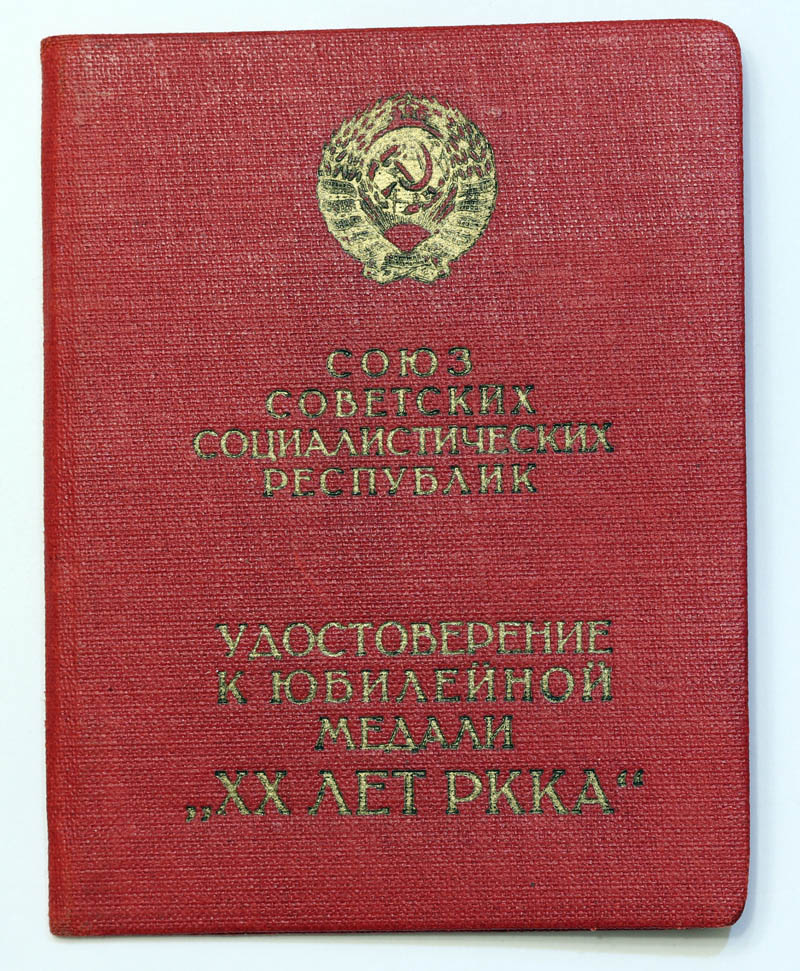 СОЮЗ
СОВЕТСКИХ
СОЦИАЛИСТИЧЕСКИХ
РЕСПУБЛИК
УДОСТОВЕРЕНИЕ
К ЮБИЛЕЙНОЙ
МЕДАЛИ
„XX ЛЕТ РККА“